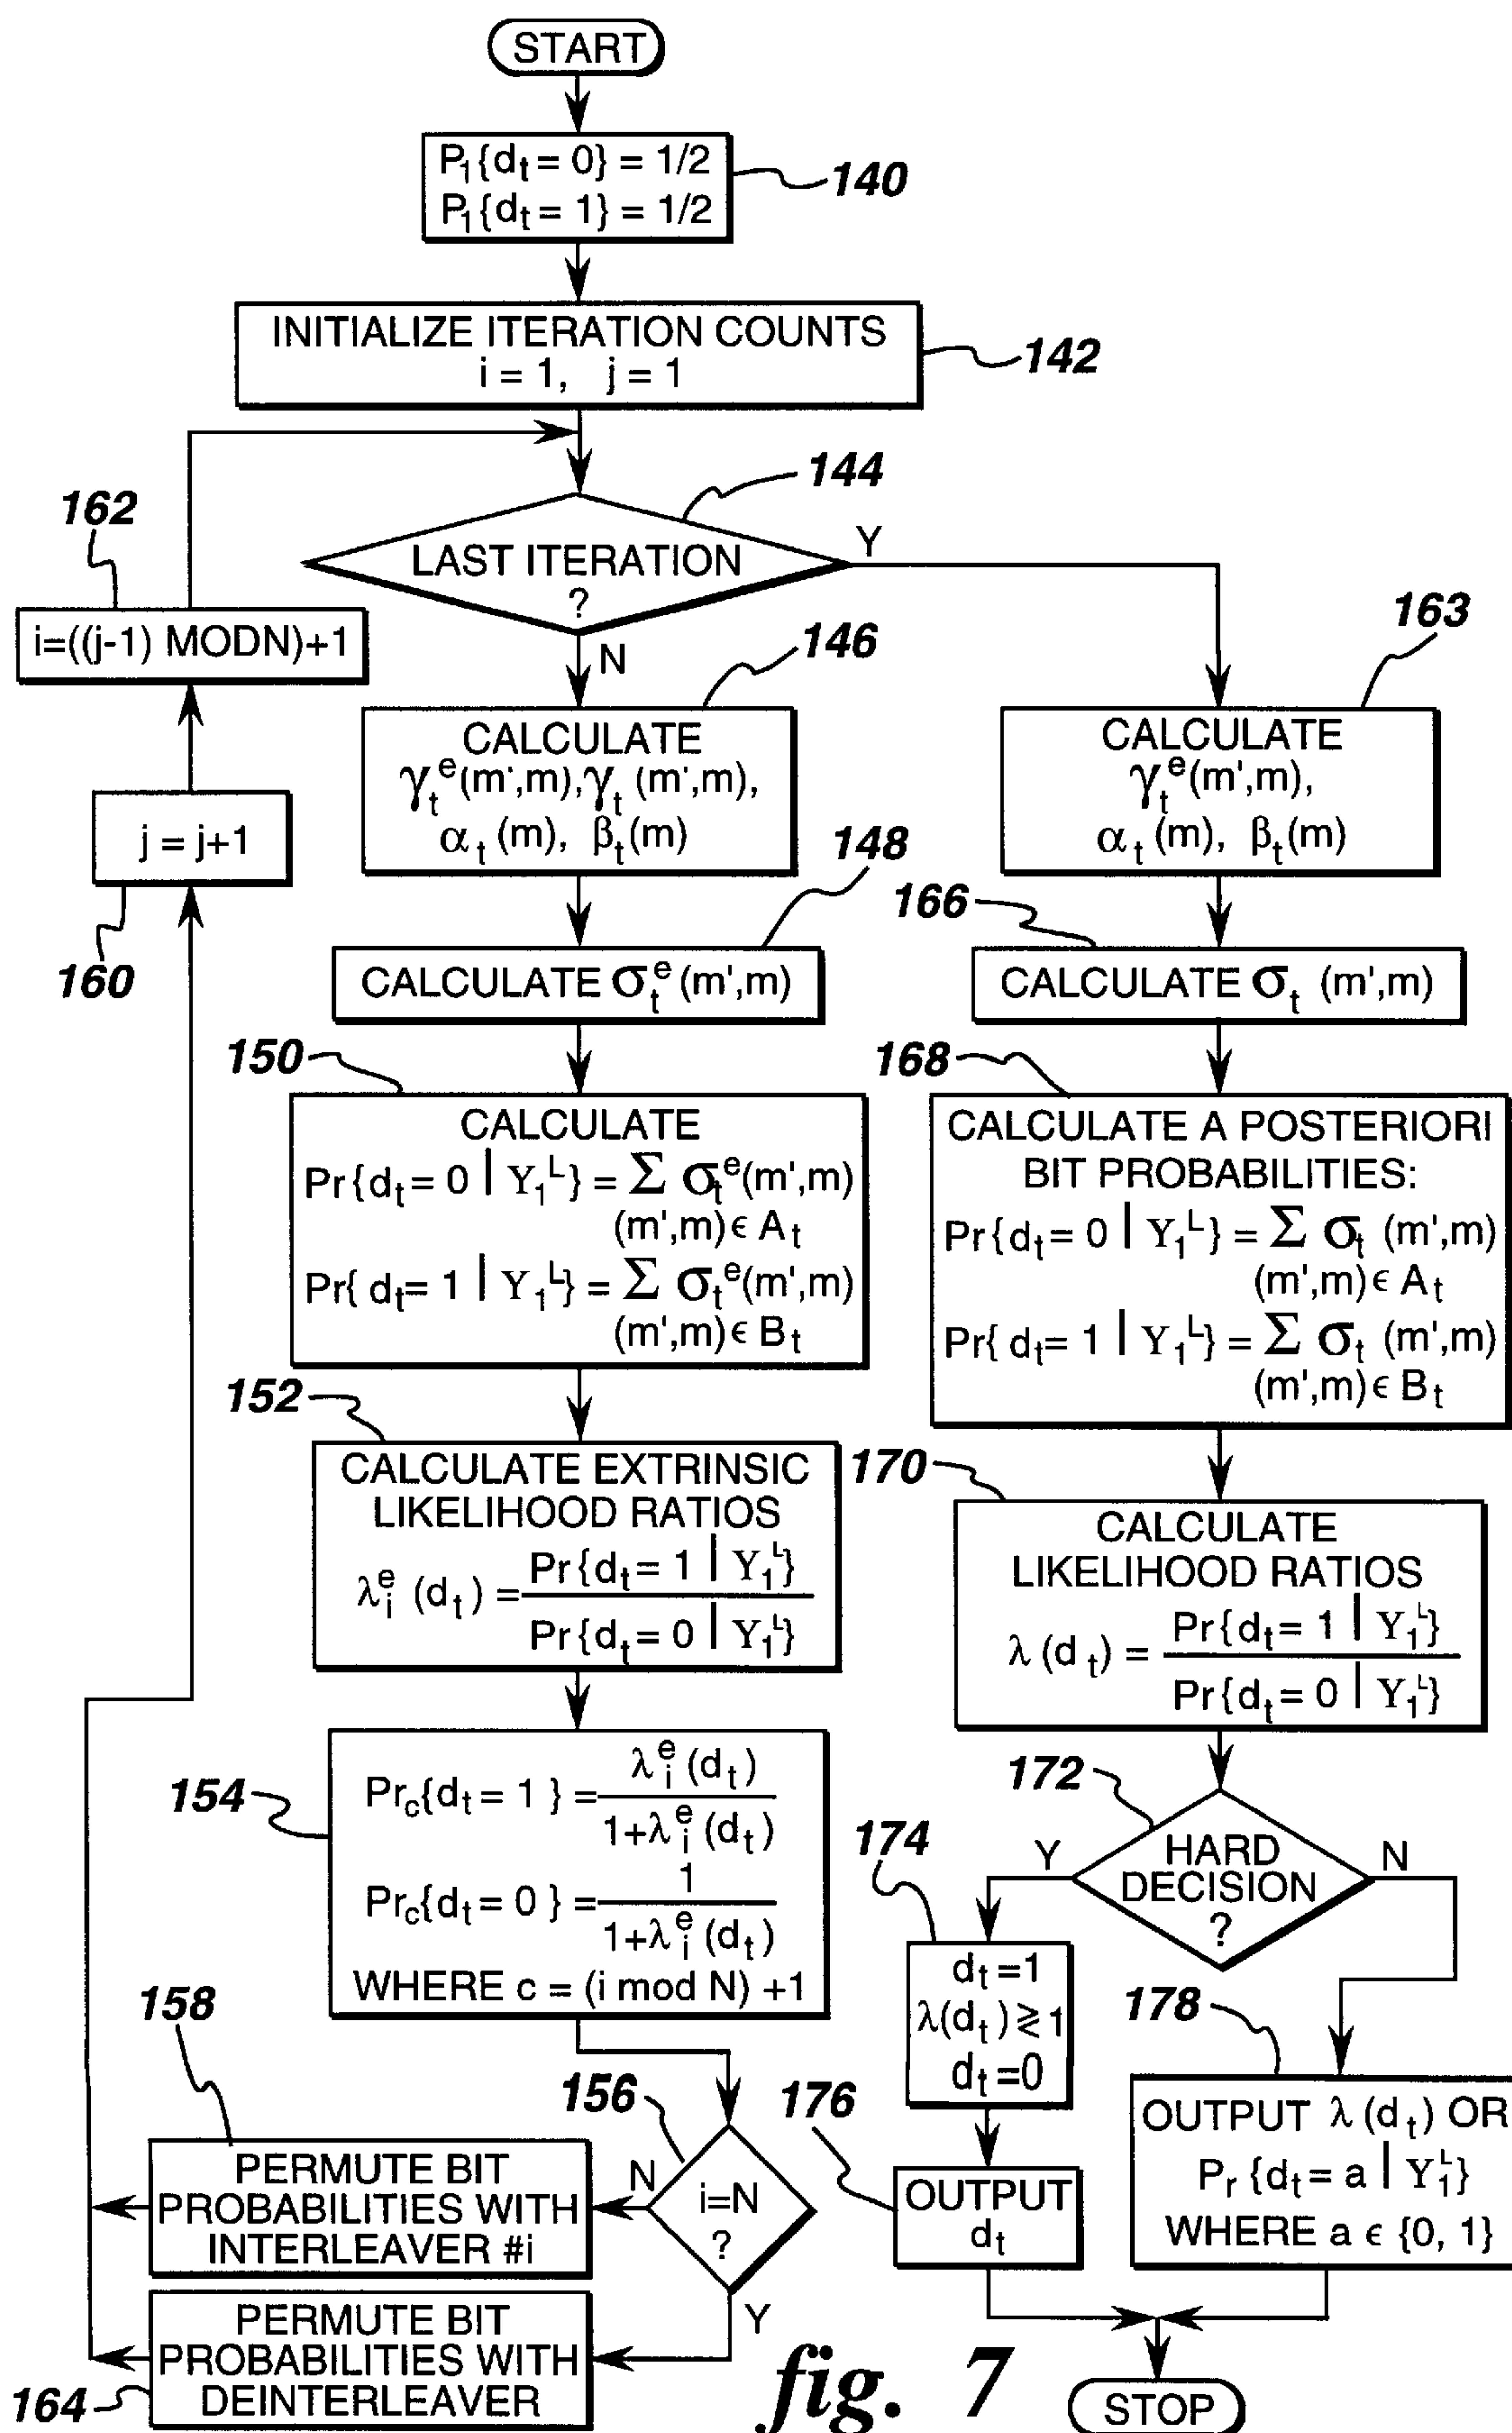 START
P₁{dₜ = 0} = 1/2
P₁{dₜ = 1} = 1/2
140
INITIALIZE ITERATION COUNTS
i = 1, j = 1
142
144
LAST ITERATION
?
Y
N
162
i=((j-1) MODN)+1
j = j+1
160
146
CALCULATE
γₜᵉ(m',m),γₜ (m',m),
αₜ (m), βₜ(m)
163
CALCULATE
γₜᵉ(m',m),
αₜ (m), βₜ(m)
148
CALCULATE σₜᵉ (m',m)
166
CALCULATE σₜ (m',m)
150
CALCULATE
Pr{dₜ = 0 | Y₁ᴸ} = Σ σₜᵉ(m',m)
(m',m) ϵ Aₜ
Pr{ dₜ= 1 | Y₁ᴸ} = Σ σₜᵉ(m',m)
(m',m) ϵ Bₜ
168
CALCULATE A POSTERIORI
BIT PROBABILITIES:
Pr{dₜ = 0 | Y₁ᴸ} = Σ σₜ (m',m)
(m',m) ϵ Aₜ
Pr{ dₜ= 1 | Y₁ᴸ} = Σ σₜ (m',m)
(m',m) ϵ Bₜ
152
CALCULATE EXTRINSIC
LIKELIHOOD RATIOS
λᵢᵉ (dₜ) = Pr{dₜ = 1 | Y₁ᴸ} / Pr{dₜ = 0 | Y₁ᴸ}
170
CALCULATE
LIKELIHOOD RATIOS
λ (dₜ) = Pr{dₜ = 1 | Y₁ᴸ} / Pr{dₜ = 0 | Y₁ᴸ}
154
Pr_c{dₜ = 1 } = λᵢᵉ (dₜ) / 1+λᵢᵉ (dₜ)
Pr_c{dₜ = 0 } = 1 / 1+λᵢᵉ (dₜ)
WHERE c = (i mod N) +1
172
HARD
DECISION
?
Y
N
174
dₜ =1
λ(dₜ) ≷ 1
dₜ =0
176
OUTPUT
dₜ
178
OUTPUT λ (dₜ) OR
Pᵣ {dₜ = a | Y₁ᴸ}
WHERE a ϵ {0, 1}
156
i=N
?
N
Y
158
PERMUTE BIT
PROBABILITIES WITH
INTERLEAVER #i
164
PERMUTE BIT
PROBABILITIES WITH
DEINTERLEAVER
STOP
fig. 7